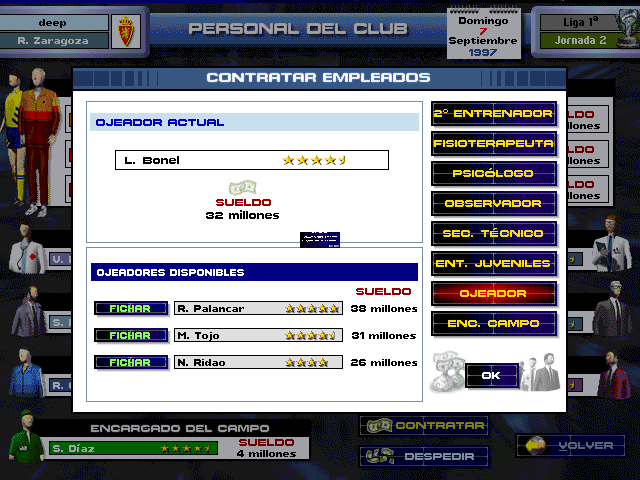 deep
R. Zaragoza
PERSONAL DEL CLUB
Domingo
7
Septiembre
1997
Liga 1ª
Jornada 2
CONTRATAR EMPLEADOS
OJEADOR ACTUAL
L. Bonel
SUELDO
32 millones
OJEADORES DISPONIBLES
SUELDO
FICHAR R. Palancar 38 millones
FICHAR M. Tojo 31 millones
FICHAR N. Ridao 26 millones
2º ENTRENADOR
FISIOTERAPEUTA
PSICÓLOGO
OBSERVADOR
SEC. TÉCNICO
ENT. JUVENILES
OJEADOR
ENC. CAMPO
OK
ENCARGADO DEL CAMPO
S. Díaz
SUELDO
4 millones
CONTRATAR
DESPEDIR
VOLVER